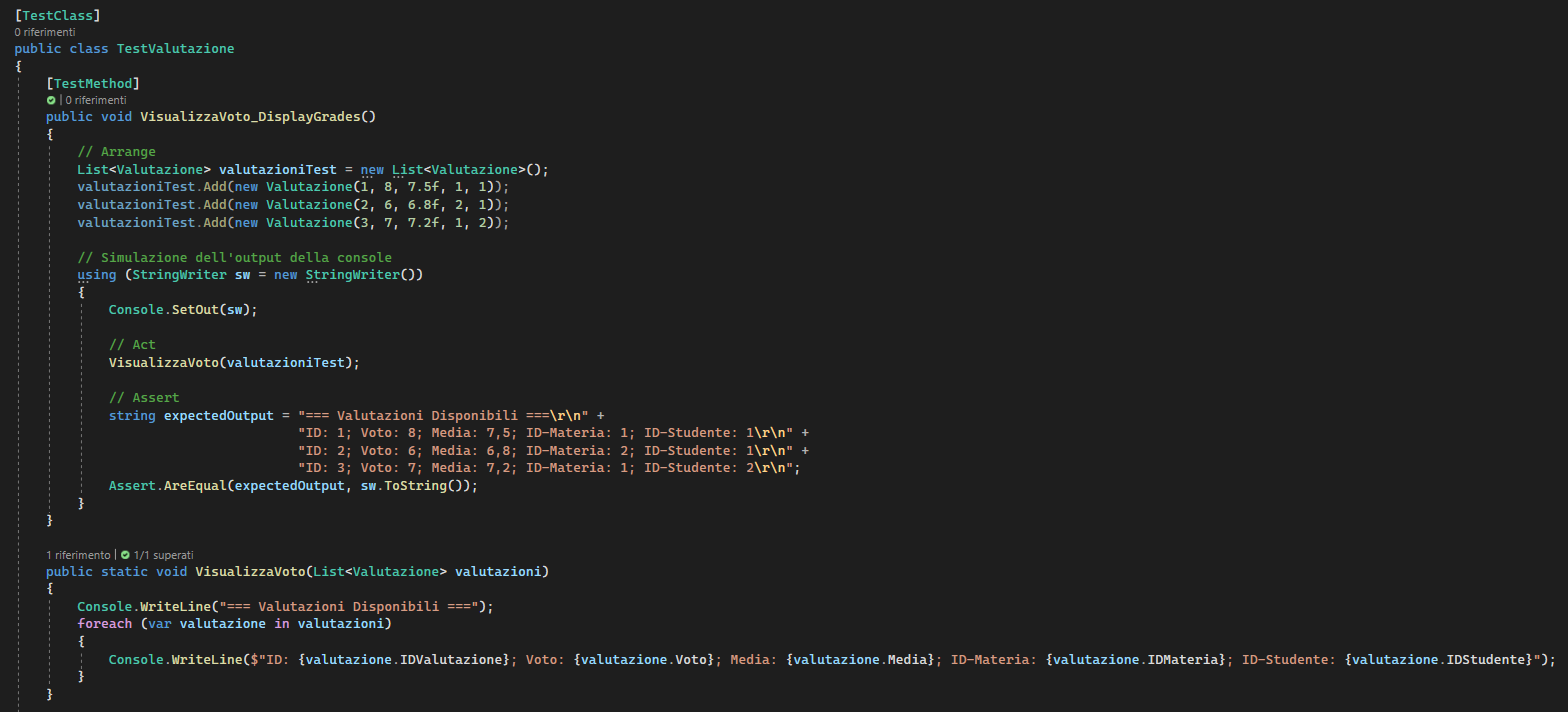 [TestClass]
0 riferimenti
public class TestValutazione
{
[TestMethod]
| 0 riferimenti
public void VisualizzaVoto_DisplayGrades()
{
// Arrange
List<Valutazione> valutazioniTest = new List<Valutazione>();
valutazioniTest.Add(new Valutazione(1, 8, 7.5f, 1, 1));
valutazioniTest.Add(new Valutazione(2, 6, 6.8f, 2, 1));
valutazioniTest.Add(new Valutazione(3, 7, 7.2f, 1, 2));
// Simulazione dell'output della console
using (StringWriter sw = new StringWriter())
{
Console.SetOut(sw);
// Act
VisualizzaVoto(valutazioniTest);
// Assert
string expectedOutput = "=== Valutazioni Disponibili ===\r\n" +
"ID: 1; Voto: 8; Media: 7,5; ID-Materia: 1; ID-Studente: 1\r\n" +
"ID: 2; Voto: 6; Media: 6,8; ID-Materia: 2; ID-Studente: 1\r\n" +
"ID: 3; Voto: 7; Media: 7,2; ID-Materia: 1; ID-Studente: 2\r\n";
Assert.AreEqual(expectedOutput, sw.ToString());
}
}
1 riferimento | 1/1 superati
public static void VisualizzaVoto(List<Valutazione> valutazioni)
{
Console.WriteLine("=== Valutazioni Disponibili ===");
foreach (var valutazione in valutazioni)
{
Console.WriteLine($"ID: {valutazione.IDValutazione}; Voto: {valutazione.Voto}; Media: {valutazione.Media}; ID-Materia: {valutazione.IDMateria}; ID-Studente: {valutazione.IDStudente}");
}
}